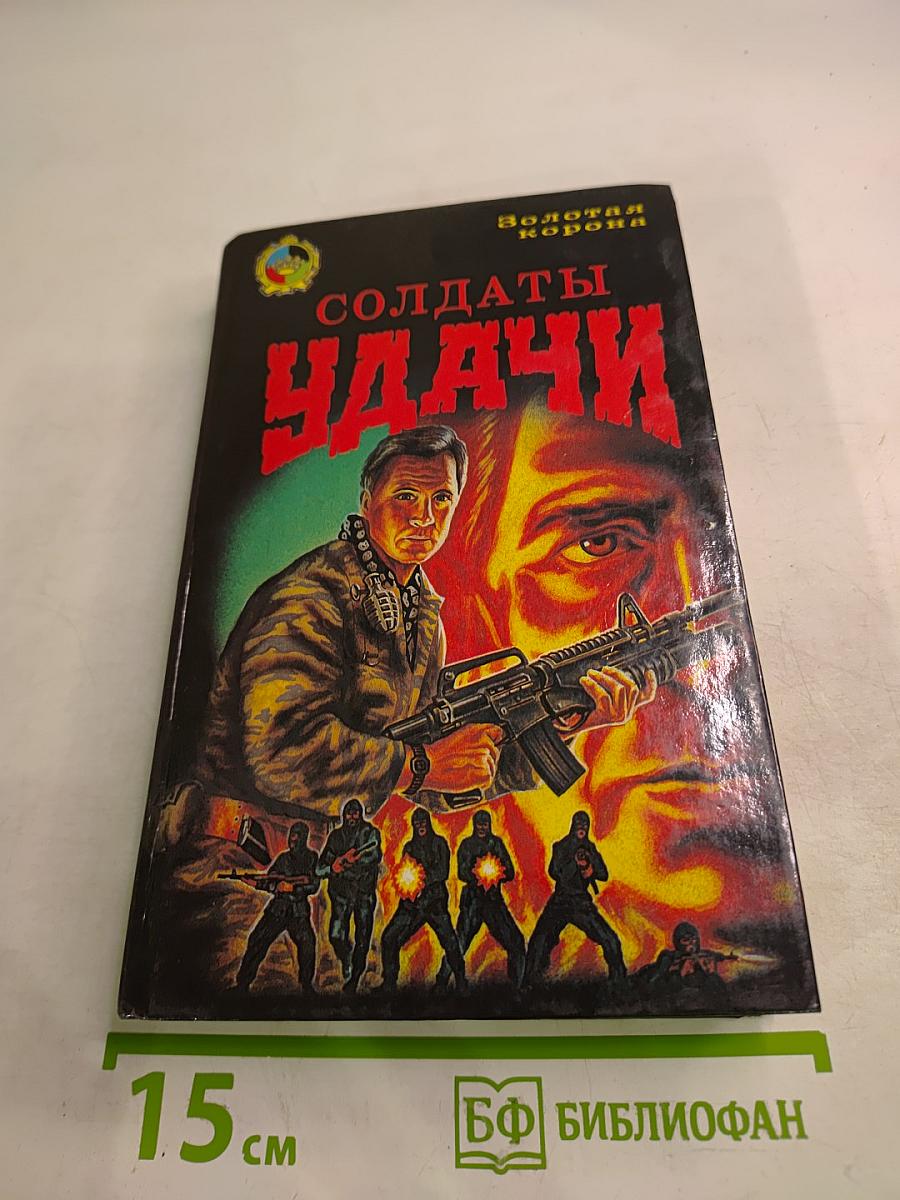 Золотая
корона
СОЛДАТЫ
УДАЧИ
15 см
БФ БИБЛИОФАН